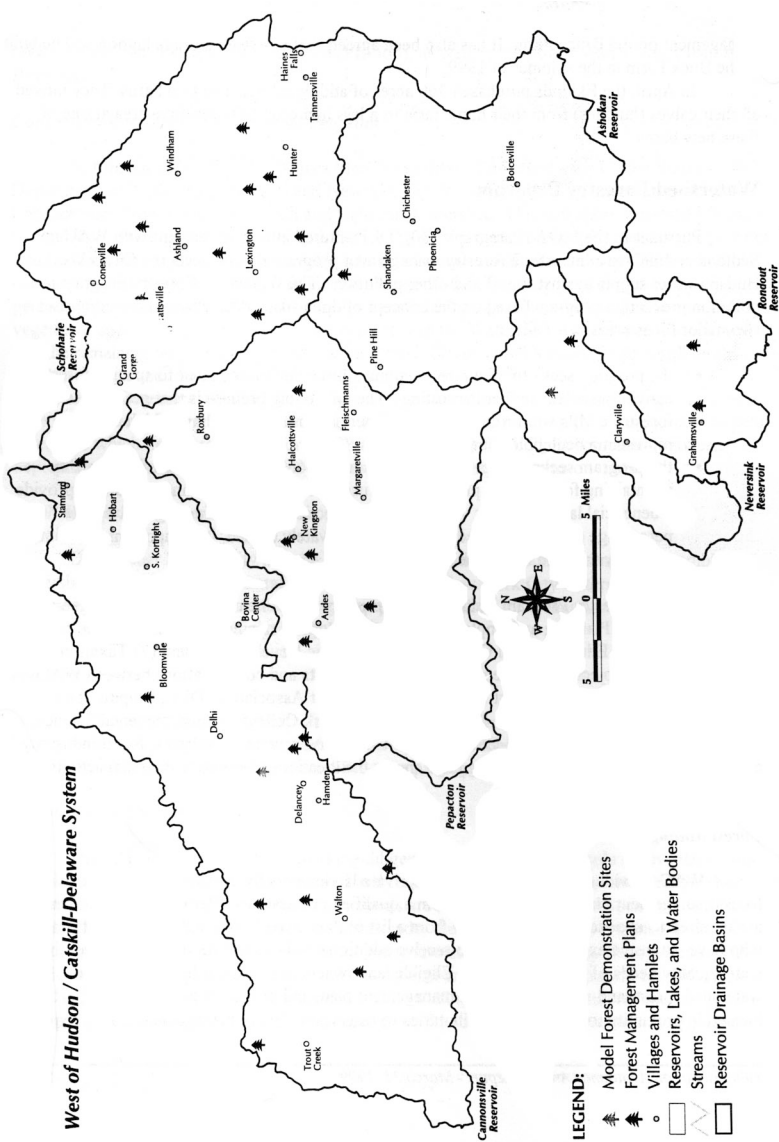 West of Hudson / Catskill-Delaware System
Schoharie
Reservoir
Conesville
Windham
Ashland
Lexington
Hunter
Haines
Falls
Tannersville
Grand
Gorge
Stamford
Hobart
S. Kortright
Roxbury
Halcottsville
Fleischmanns
Margaretville
New
Kingston
Andes
Bovina
Center
Bloomville
Delhi
Delancey
Hamden
Walton
Trout
Creek
Cannonsville
Reservoir
Pepacton
Reservoir
Pine Hill
Shandaken
Phoenicia
Chichester
Boiceville
Ashokan
Reservoir
Claryville
Grahamsville
Rondout
Reservoir
Neversink
Reservoir
N
W E
S
5 0 5 Miles
LEGEND:
Model Forest Demonstration Sites
Forest Management Plans
Villages and Hamlets
Reservoirs, Lakes, and Water Bodies
Streams
Reservoir Drainage Basins